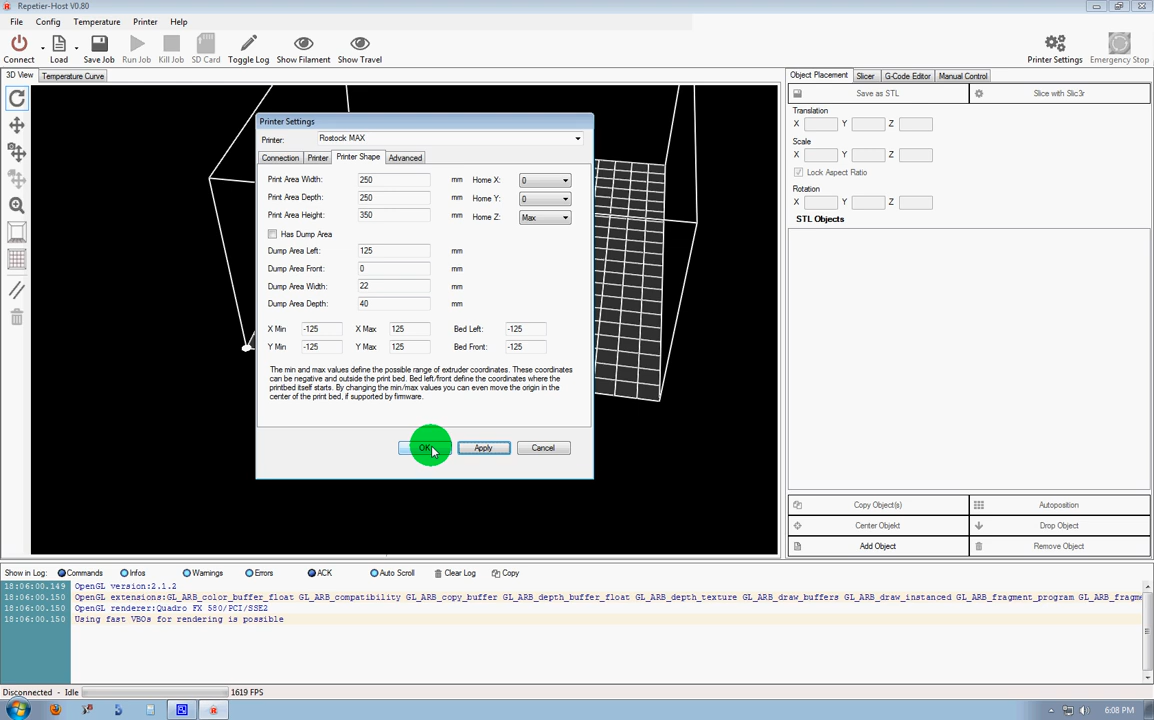 Repetier-Host V0.80
File Config Temperature Printer Help
Connect Load Save Job Run Job Kill Job SD Card Toggle Log Show Filament Show Travel Printer Settings Emergency Stop
3D View Temperature Curve
Object Placement Slicer G-Code Editor Manual Control
Save as STL Slice with Slic3r
Translation
X Y Z
Scale
X Y Z
Lock Aspect Ratio
Rotation
X Y Z
STL Objects
Copy Object(s) Autoposition
Center Objekt Drop Object
Add Object Remove Object
Printer Settings
Printer: Rostock MAX
Connection Printer Printer Shape Advanced
Print Area Width: 250 mm Home X: 0
Print Area Depth: 250 mm Home Y: 0
Print Area Height: 350 mm Home Z: Max
Has Dump Area
Dump Area Left: 125 mm
Dump Area Front: 0 mm
Dump Area Width: 22 mm
Dump Area Depth: 40 mm
X Min -125 X Max 125 Bed Left: -125
Y Min -125 Y Max 125 Bed Front: -125
The min and max values define the possible range of extruder coordinates. These coordinates
can be negative and outside the print bed. Bed left/front define the coordinates where the
printbed itself starts. By changing the min/max values you can even move the origin in the
center of the print bed, if supported by firmware.
OK Apply Cancel
Show in Log: Commands Infos Warnings Errors ACK Auto Scroll Clear Log Copy
18:06:00.149 OpenGL version:2.1.2
18:06:00.150 OpenGL extensions:GL_ARB_color_buffer_float GL_ARB_compatibility GL_ARB_copy_buffer GL_ARB_depth_buffer_float GL_ARB_depth_texture GL_ARB_draw_buffers GL_ARB_draw_instanced GL_ARB_fragment_program GL_ARB_fragme
18:06:00.150 OpenGL renderer:Quadro FX 580/PCI/SSE2
18:06:00.150 Using fast VBOs for rendering is possible
Disconnected - Idle 1619 FPS
6:08 PM